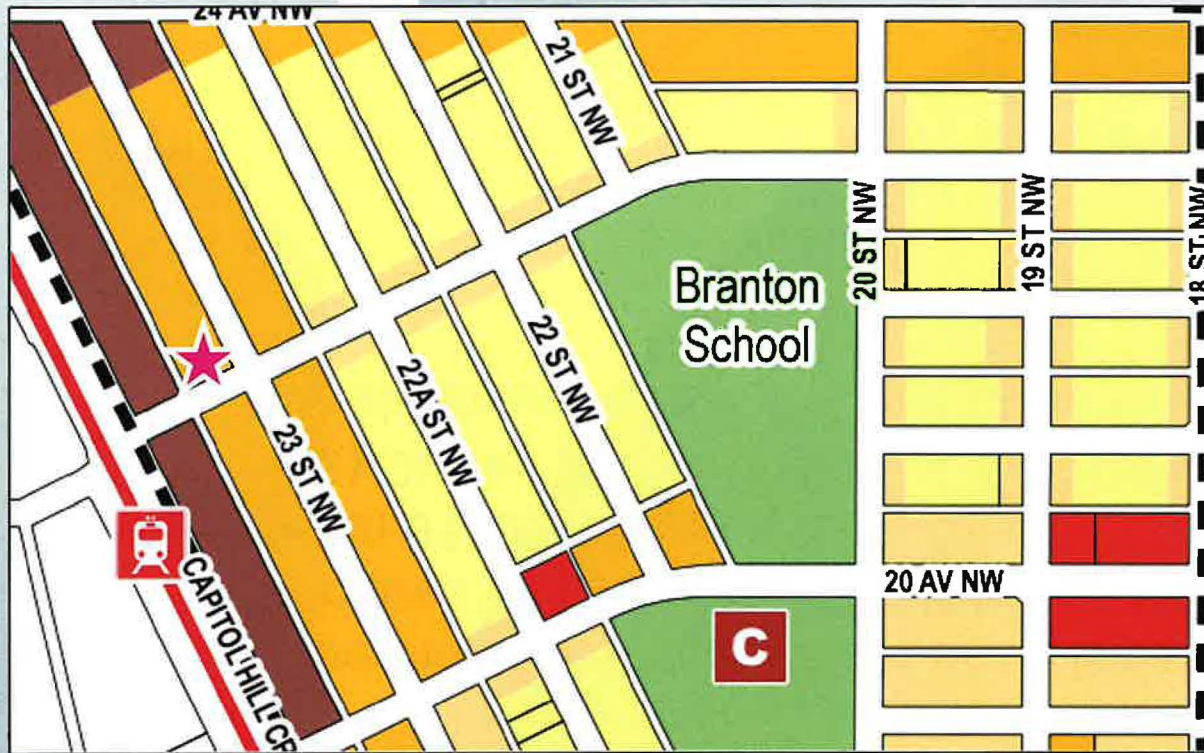 24 AV NW
21 ST NW
20 ST NW
19 ST NW
18 ST NW
Branton
School
22 ST NW
22A ST NW
23 ST NW
CAPITOL HILL CR
20 AV NW
C